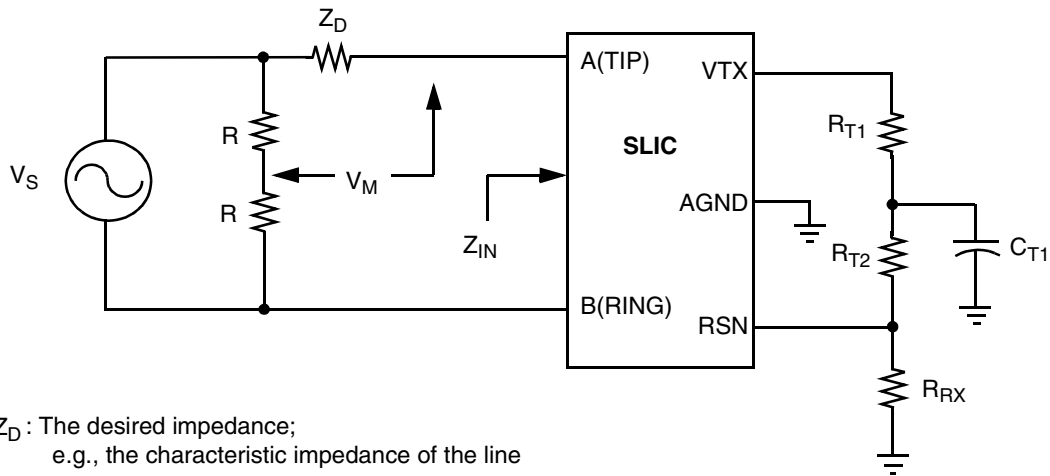 Z_D
A(TIP)
VTX
R_T1
R
SLIC
V_S
V_M
AGND
R
Z_IN
R_T2
C_T1
B(RING)
RSN
R_RX
Z_D : The desired impedance;
e.g., the characteristic impedance of the line